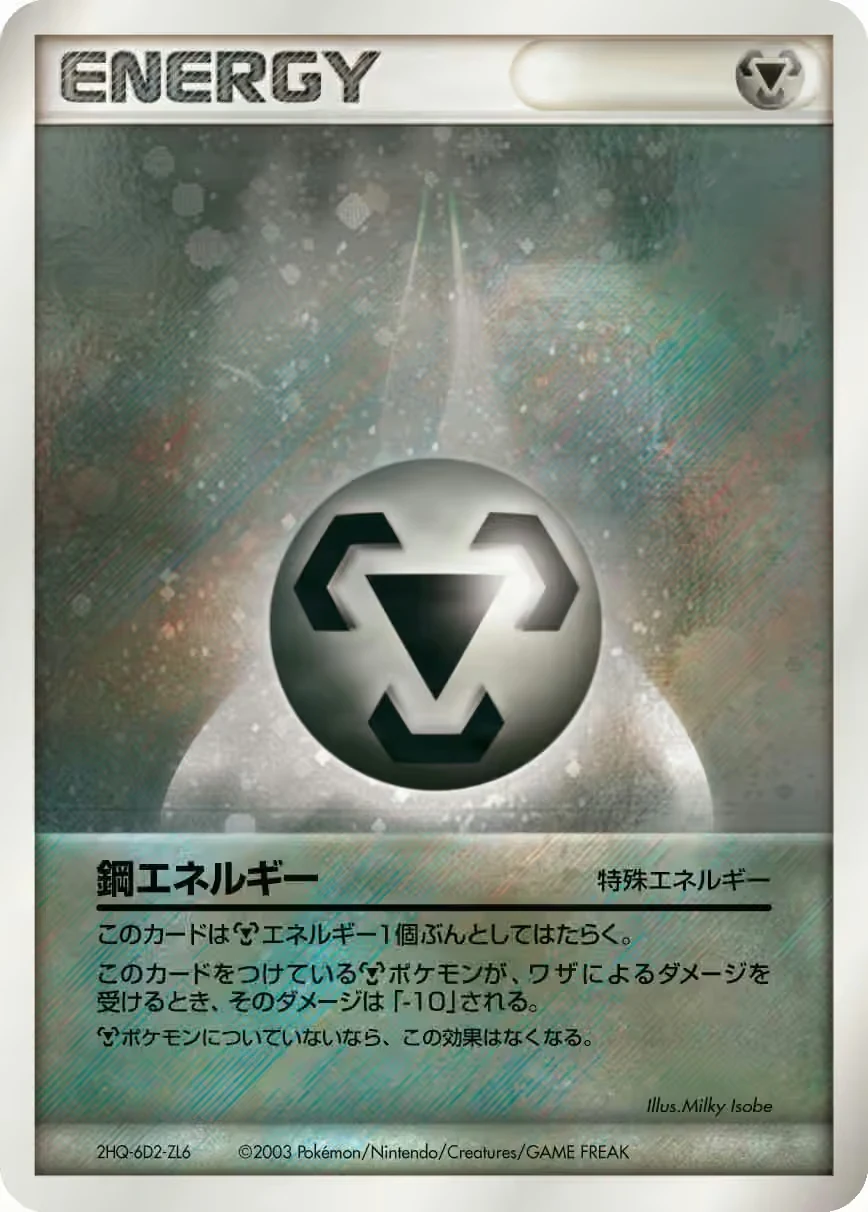 ENERGY
鋼エネルギー
特殊エネルギー
このカードはエネルギー1個ぶんとしてはたらく。
このカードをつけているポケモンが、ワザによるダメージを
受けるとき、そのダメージは「-10」される。
ポケモンについていないなら、この効果はなくなる。
Illus.Milky Isobe
2HQ-6D2-ZL6 ©2003 Pokémon/Nintendo/Creatures/GAME FREAK